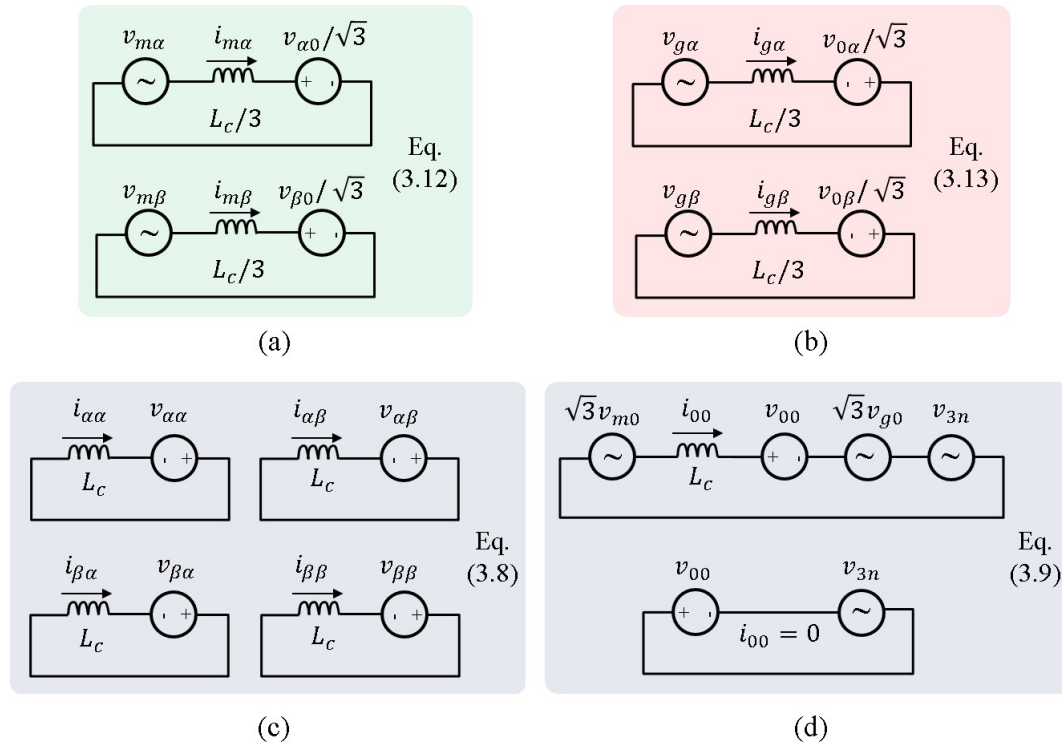 v_{mα} i_{mα} v_{α0}/√3
~ + -
L_c/3
v_{mβ} i_{mβ} v_{β0}/√3
~ + -
L_c/3
Eq.
(3.12)
(a)
v_{gα} i_{gα} v_{0α}/√3
~ - +
L_c/3
v_{gβ} i_{gβ} v_{0β}/√3
~ - +
L_c/3
Eq.
(3.13)
(b)
i_{αα} v_{αα} i_{αβ} v_{αβ}
- + - +
L_c L_c
i_{βα} v_{βα} i_{ββ} v_{ββ}
- + - +
L_c L_c
Eq.
(3.8)
(c)
√3v_{m0} i_{00} v_{00} √3v_{g0} v_{3n}
~ + - ~ ~
L_c
v_{00} v_{3n}
+ - ~
i_{00} = 0
Eq.
(3.9)
(d)